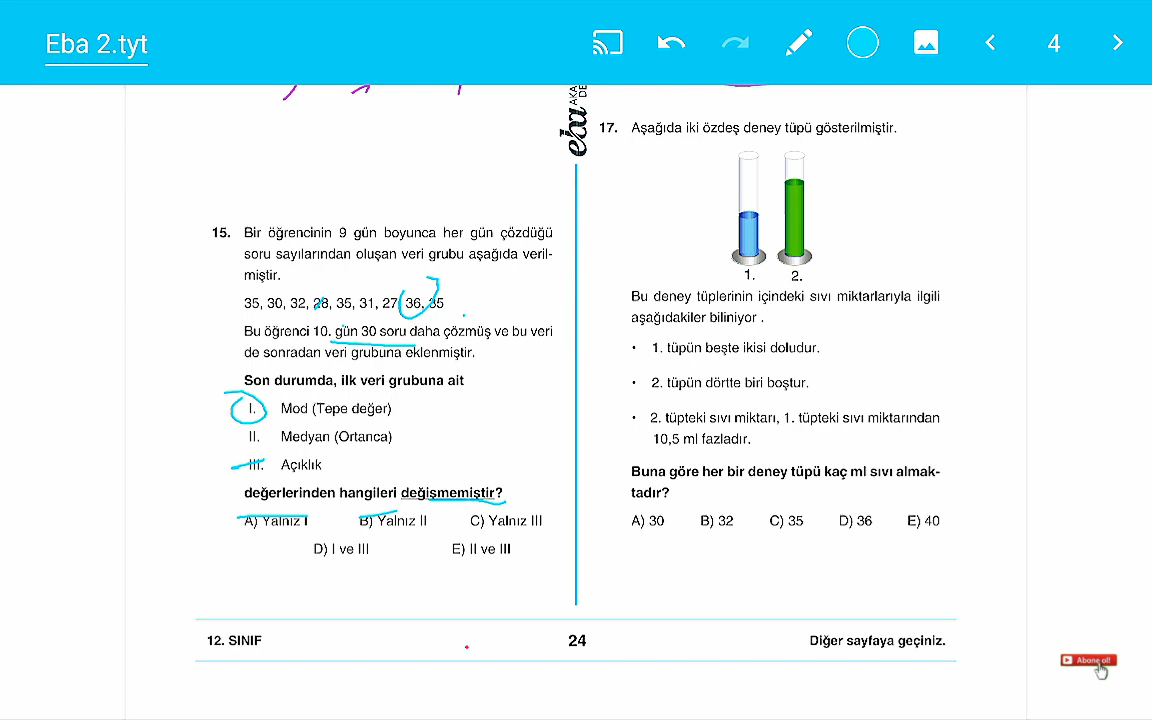 Eba 2.tyt
4
eba AKA
DE
15. Bir öğrencinin 9 gün boyunca her gün çözdüğü
soru sayılarından oluşan veri grubu aşağıda veril-
miştir.
35, 30, 32, 28, 35, 31, 27, 36, 35
Bu öğrenci 10. gün 30 soru daha çözmüş ve bu veri
de sonradan veri grubuna eklenmiştir.
Son durumda, ilk veri grubuna ait
I. Mod (Tepe değer)
II. Medyan (Ortanca)
III. Açıklık
değerlerinden hangileri değişmemiştir?
A) Yalnız I B) Yalnız II C) Yalnız III
D) I ve III E) II ve III
17. Aşağıda iki özdeş deney tüpü gösterilmiştir.
1. 2.
Bu deney tüplerinin içindeki sıvı miktarlarıyla ilgili
aşağıdakiler biliniyor .
• 1. tüpün beşte ikisi doludur.
• 2. tüpün dörtte biri boştur.
• 2. tüpteki sıvı miktarı, 1. tüpteki sıvı miktarından
10,5 ml fazladır.
Buna göre her bir deney tüpü kaç ml sıvı almak-
tadır?
A) 30 B) 32 C) 35 D) 36 E) 40
12. SINIF 24 Diğer sayfaya geçiniz.
Abone ol!